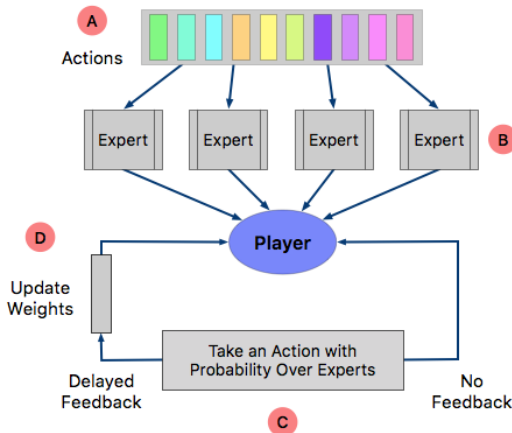 A
Actions
Expert
Expert
Expert
Expert
B
D
Player
Update
Weights
Take an Action with
Probability Over Experts
Delayed
Feedback
No
Feedback
C